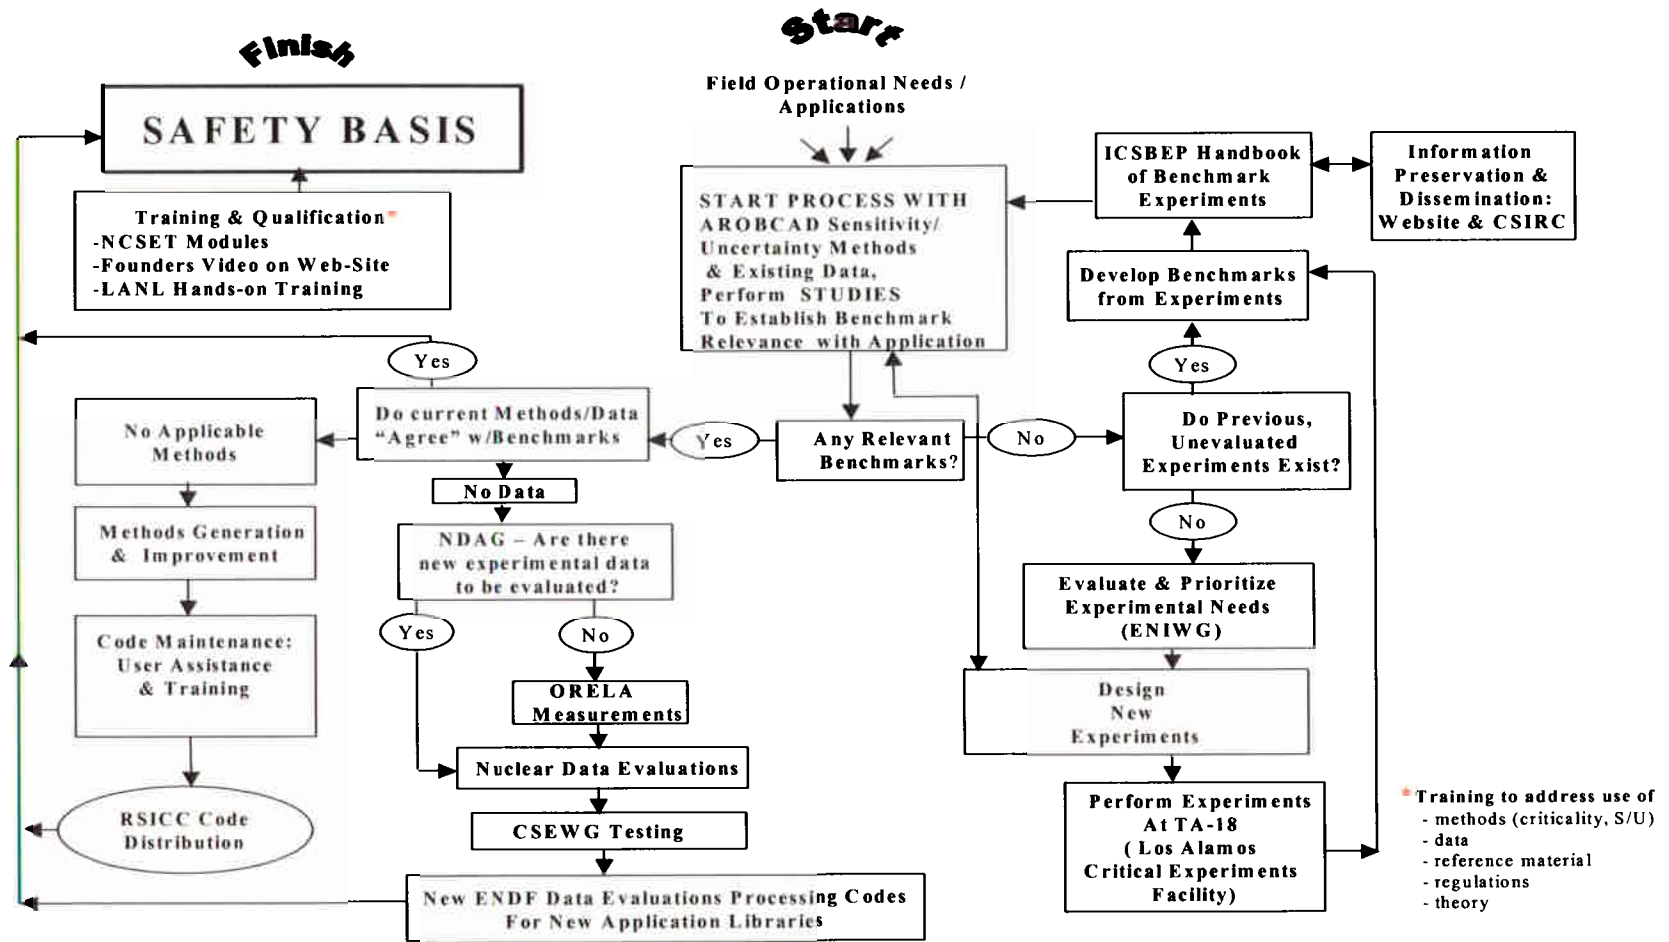 Finish
SAFETY BASIS
Training & Qualification*
-NCSET Modules
-Founders Video on Web-Site
-LANL Hands-on Training
Start
Field Operational Needs /
Applications
START PROCESS WITH
AROBCAD Sensitivity/
Uncertainty Methods
& Existing Data,
Perform STUDIES
To Establish Benchmark
Relevance with Application
ICSBEP Handbook
of Benchmark
Experiments
Information
Preservation &
Dissemination:
Website & CSIRC
Develop Benchmarks
from Experiments
Yes
Yes
Do current Methods/Data
“Agree” w/Benchmarks
Yes
Any Relevant
Benchmarks?
No
Do Previous,
Unevaluated
Experiments Exist?
No Applicable
Methods
No Data
No
Methods Generation
& Improvement
NDAG – Are there
new experimental data
to be evaluated?
Evaluate & Prioritize
Experimental Needs
(ENIWG)
Yes
No
Code Maintenance:
User Assistance
& Training
ORELA
Measurements
Design
New
Experiments
Nuclear Data Evaluations
RSICC Code
Distribution
CSEWG Testing
Perform Experiments
At TA-18
( Los Alamos
Critical Experiments
Facility)
New ENDF Data Evaluations Processing Codes
For New Application Libraries
*Training to address use of
- methods (criticality, S/U)
- data
- reference material
- regulations
- theory